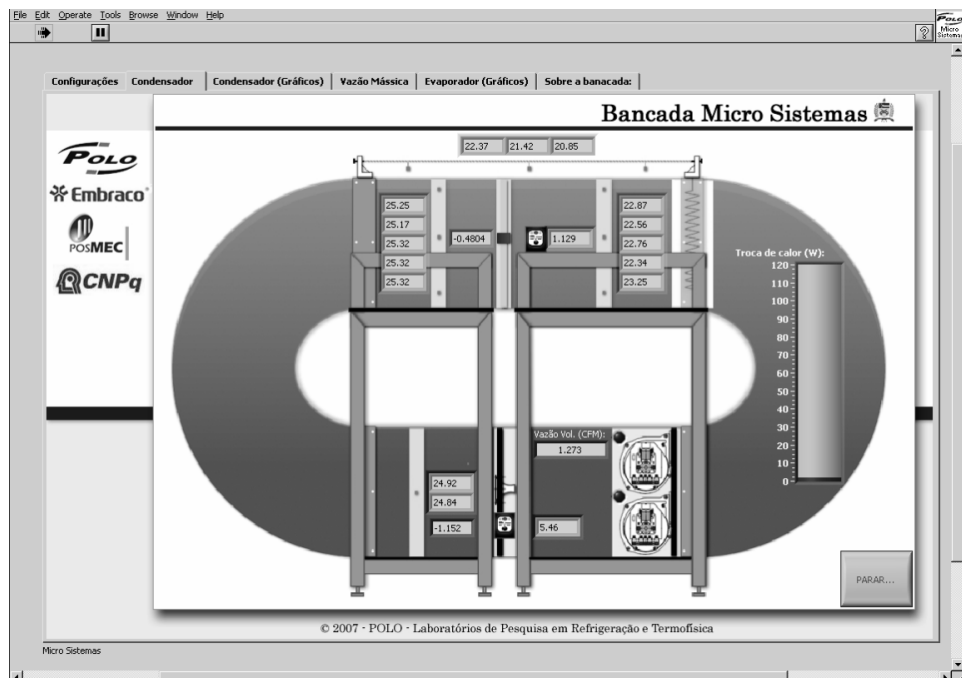 File Edit Operate Tools Browse Window Help
POLO
Micro
Sistemas
Configurações Condensador Condensador (Gráficos) Vazão Mássica Evaporador (Gráficos) Sobre a banacada:
Bancada Micro Sistemas
POLO
Embraco
POSMEC
CNPq
22.37 21.42 20.85
25.25
25.17
25.32
25.32
25.32
-0.4804
1.129
22.87
22.56
22.76
22.34
23.25
Troca de calor (W):
120
110
100
90
80
70
60
50
40
30
20
10
0
Vazão Vol. (CFM):
1.273
24.92
24.84
-1.152
5.46
PARAR...
© 2007 - POLO - Laboratórios de Pesquisa em Refrigeração e Termofísica
Micro Sistemas